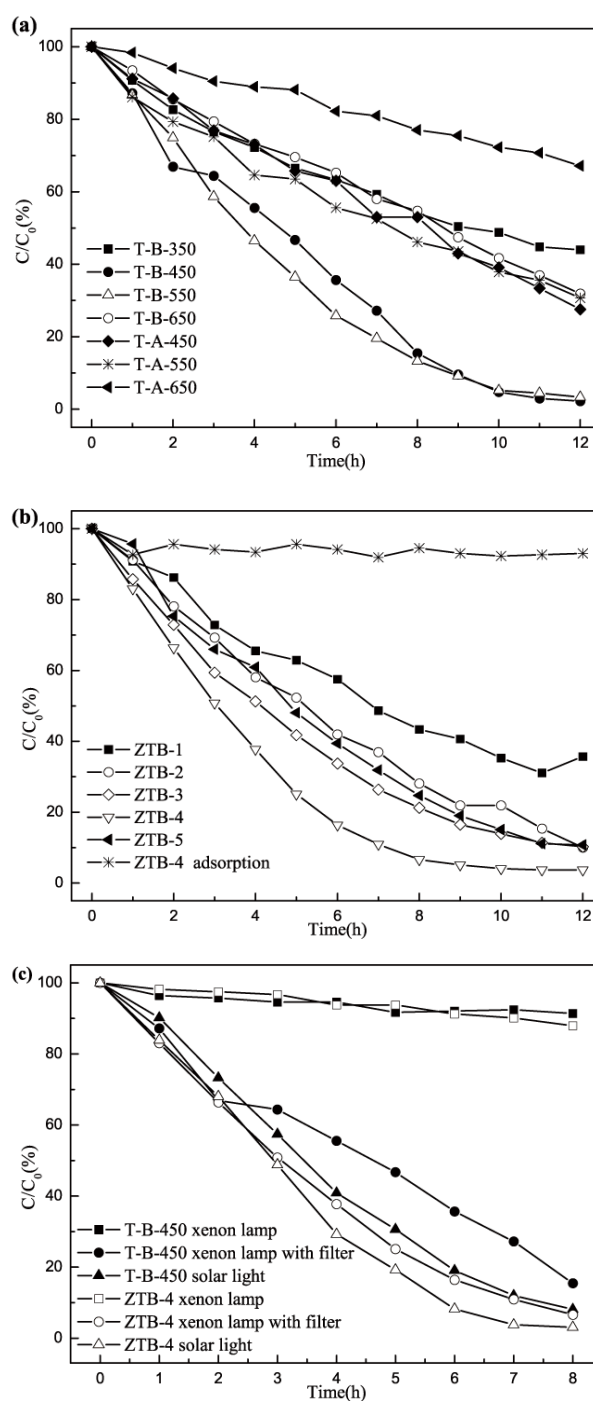 (a)
100
80
60
40
20
0
C/C₀(%)
T-B-350
T-B-450
T-B-550
T-B-650
T-A-450
T-A-550
T-A-650
0 2 4 6 8 10 12
Time(h)
(b)
100
80
60
40
20
0
C/C₀(%)
ZTB-1
ZTB-2
ZTB-3
ZTB-4
ZTB-5
ZTB-4 adsorption
0 2 4 6 8 10 12
Time(h)
(c)
100
80
60
40
20
0
C/C₀(%)
T-B-450 xenon lamp
T-B-450 xenon lamp with filter
T-B-450 solar light
ZTB-4 xenon lamp
ZTB-4 xenon lamp with filter
ZTB-4 solar light
0 1 2 3 4 5 6 7 8
Time(h)